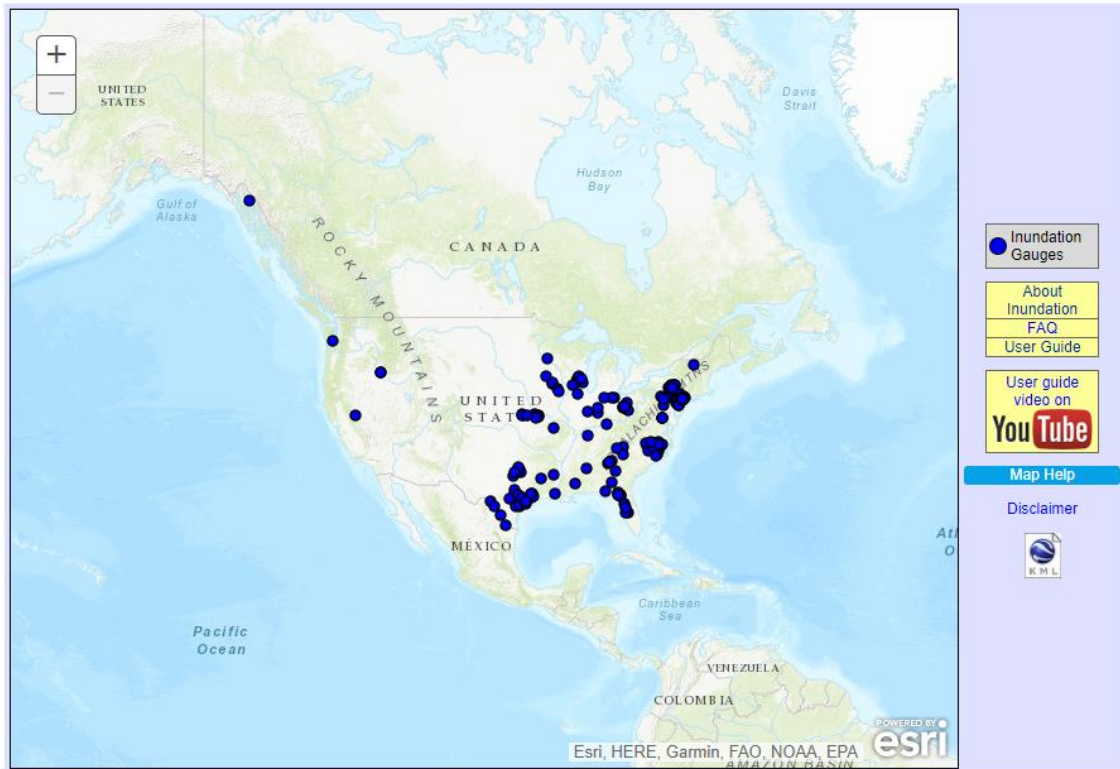 +
−
UNITED
STATES
Davis
Strait
Hudson
Bay
Gulf of
Alaska
CANADA
ROCKY MOUNTAINS
UNITED
MÉXICO
Pacific
Ocean
Caribbean
Sea
VENEZUELA
COLOMBIA
AMAZON BASIN
Esri, HERE, Garmin, FAO, NOAA, EPA
POWERED BY
esri
Inundation
Gauges
About
Inundation
FAQ
User Guide
User guide
video on
YouTube
Map Help
Disclaimer
KML